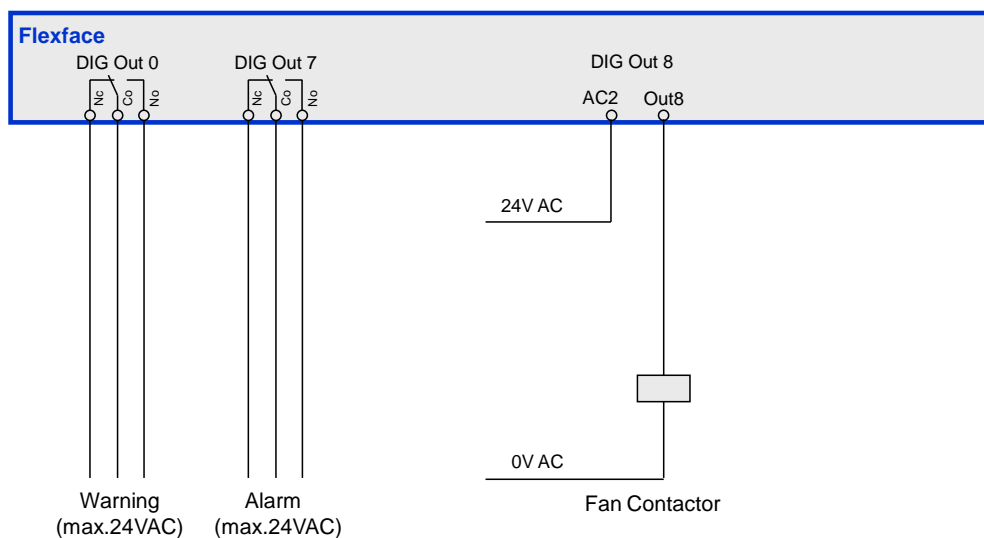 Flexface
DIG Out 0
DIG Out 7
DIG Out 8
Nc
Co
No
Nc
Co
No
AC2
Out8
24V AC
0V AC
Warning
(max.24VAC)
Alarm
(max.24VAC)
Fan Contactor